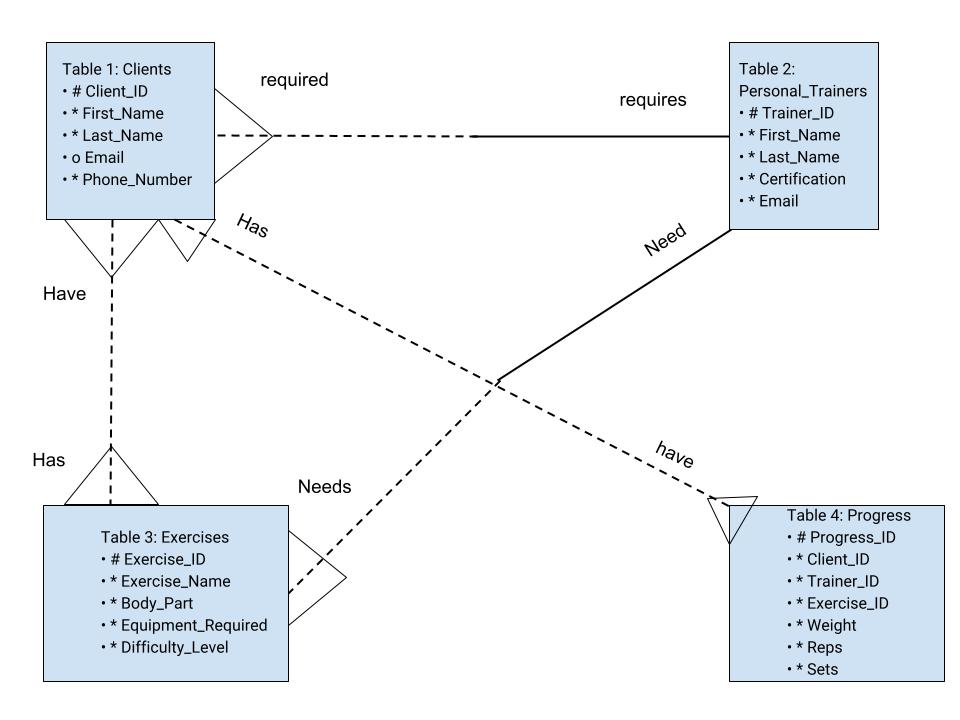 Table 1: Clients
• # Client_ID
• * First_Name
• * Last_Name
• o Email
• * Phone_Number
required
requires
Table 2:
Personal_Trainers
• # Trainer_ID
• * First_Name
• * Last_Name
• * Certification
• * Email
Has
Need
Have
Has
Needs
have
Table 3: Exercises
• # Exercise_ID
• * Exercise_Name
• * Body_Part
• * Equipment_Required
• * Difficulty_Level
Table 4: Progress
• # Progress_ID
• * Client_ID
• * Trainer_ID
• * Exercise_ID
• * Weight
• * Reps
• * Sets